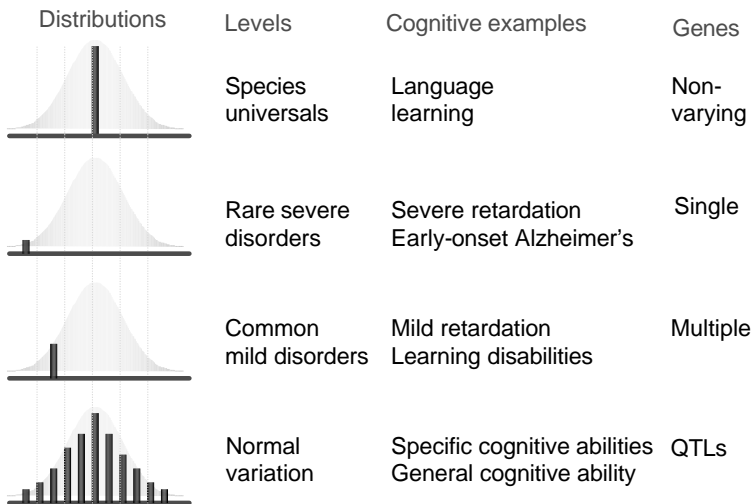 Distributions Levels Cognitive examples Genes
Species Language Non-
universals learning varying
Rare severe Severe retardation Single
disorders Early-onset Alzheimer's
Common Mild retardation Multiple
mild disorders Learning disabilities
Normal Specific cognitive abilities QTLs
variation General cognitive ability